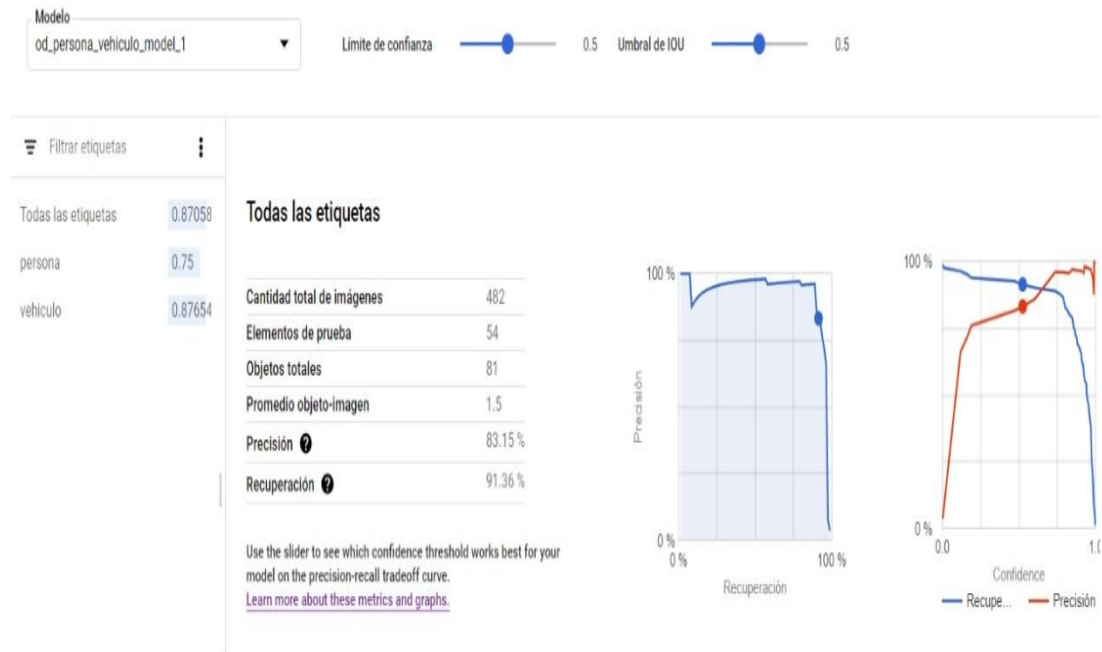 Modelo
od_persona_vehiculo_model_1
Límite de confianza
0.5
Umbral de IOU
0.5
Filtrar etiquetas
Todas las etiquetas 0.87058
persona 0.75
vehiculo 0.87654
Todas las etiquetas
Cantidad total de imágenes 482
Elementos de prueba 54
Objetos totales 81
Promedio objeto-imagen 1.5
Precisión ? 83.15 %
Recuperación ? 91.36 %
Use the slider to see which confidence threshold works best for your
model on the precision-recall tradeoff curve.
Learn more about these metrics and graphs.
100 %
Precisión
0 %
0 %
100 %
Recuperación
100 %
0 %
0.0
1.0
Confidence
Recupe...
Precisión